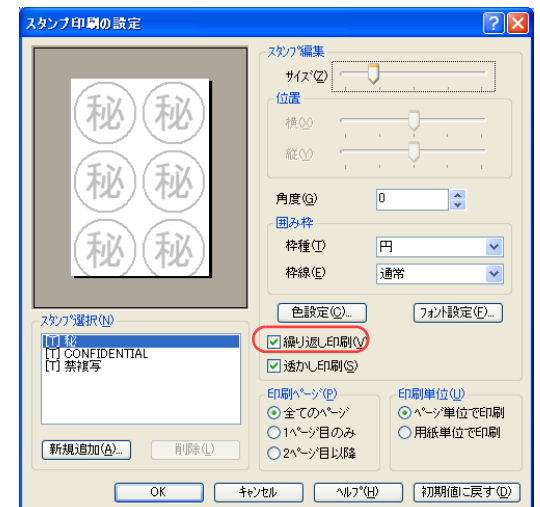 スタンプ印刷の設定
秘 秘
秘 秘
秘 秘
スタンプ選択(N)
[T] 秘
[T] CONFIDENTIAL
[T] 禁複写
新規追加(A)...
削除(L)
スタンプ編集
サイズ(Z)
位置
横(X)
縦(Y)
角度(G) 0
囲み枠
枠種(T) 円
枠線(E) 通常
色設定(C)...
フォント設定(F)...
繰り返し印刷(V)
透かし印刷(S)
印刷ページ(P)
全てのページ
1ページ目のみ
2ページ目以降
印刷単位(U)
ページ単位で印刷
用紙単位で印刷
OK
キャンセル
ヘルプ(H)
初期値に戻す(D)